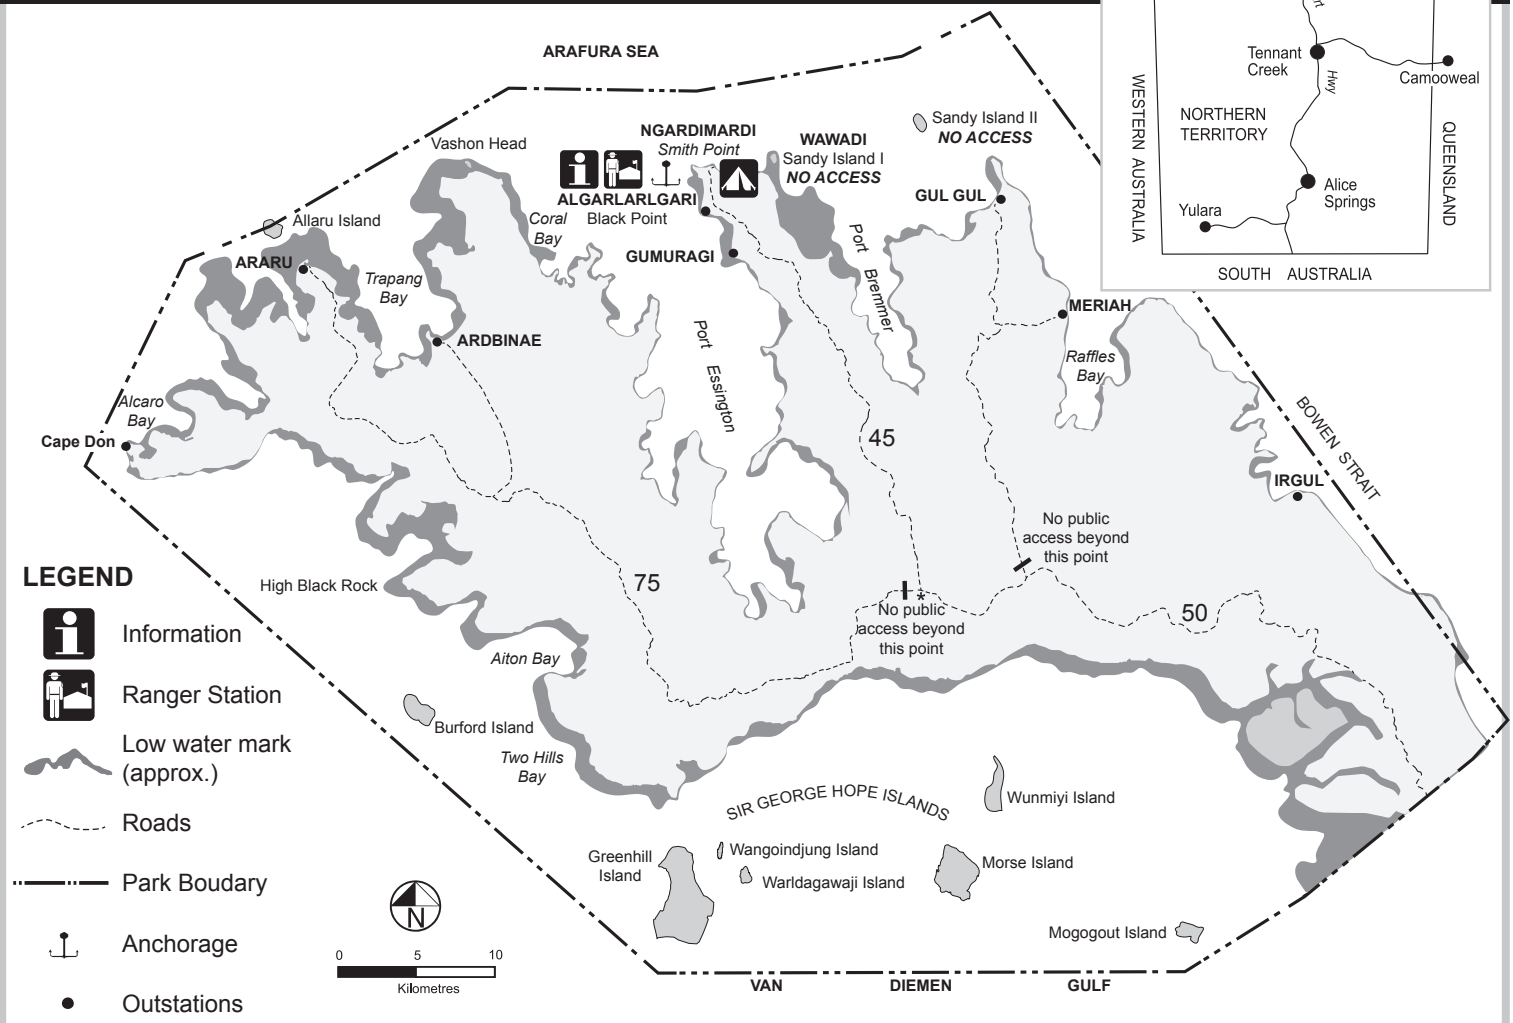 ARAFURA SEA
Vashon Head
NGARDIMARDI
Smith Point
WAWADI
Sandy Island I
NO ACCESS
Sandy Island II
NO ACCESS
ALGARLARLGARI
Black Point
GUL GUL
Allaru Island
Coral
Bay
ARARU
GUMURAGI
Port Bremmer
Trapang
Bay
MERIAH
ARDBINAE
Port Essington
Raffles
Bay
Alcaro
Bay
Cape Don
45
BOWEN STRAIT
IRGUL
No public
access beyond
this point
High Black Rock
75
*
No public
access beyond
this point
50
Aiton Bay
Burford Island
Two Hills
Bay
SIR GEORGE HOPE ISLANDS
Wunmiyi Island
Greenhill
Island
Wangoindjung Island
Warldagawaji Island
Morse Island
Mogogout Island
VAN DIEMEN GULF
LEGEND
Information
Ranger Station
Low water mark
(approx.)
Roads
Park Boudary
Anchorage
Outstations
N
0 5 10
Kilometres
Tennant
Creek
Hwy
Camooweal
WESTERN AUSTRALIA
NORTHERN
TERRITORY
QUEENSLAND
Alice
Springs
Yulara
SOUTH AUSTRALIA